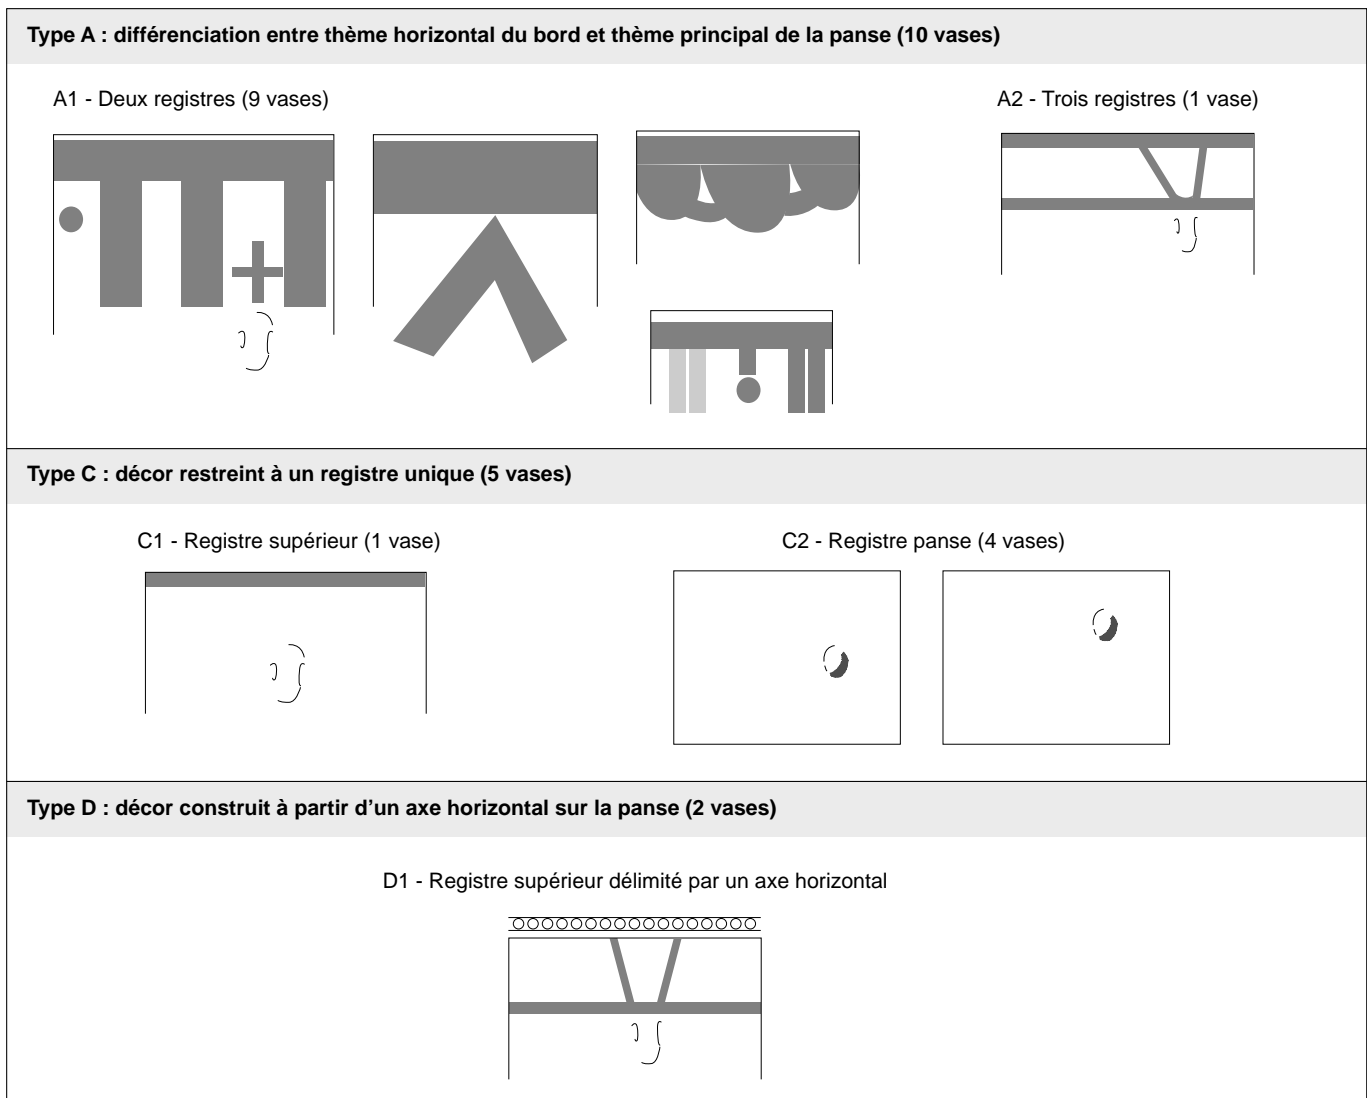 Type A : différenciation entre thème horizontal du bord et thème principal de la panse (10 vases)
A1 - Deux registres (9 vases)
A2 - Trois registres (1 vase)
Type C : décor restreint à un registre unique (5 vases)
C1 - Registre supérieur (1 vase)
C2 - Registre panse (4 vases)
Type D : décor construit à partir d'un axe horizontal sur la panse (2 vases)
D1 - Registre supérieur délimité par un axe horizontal